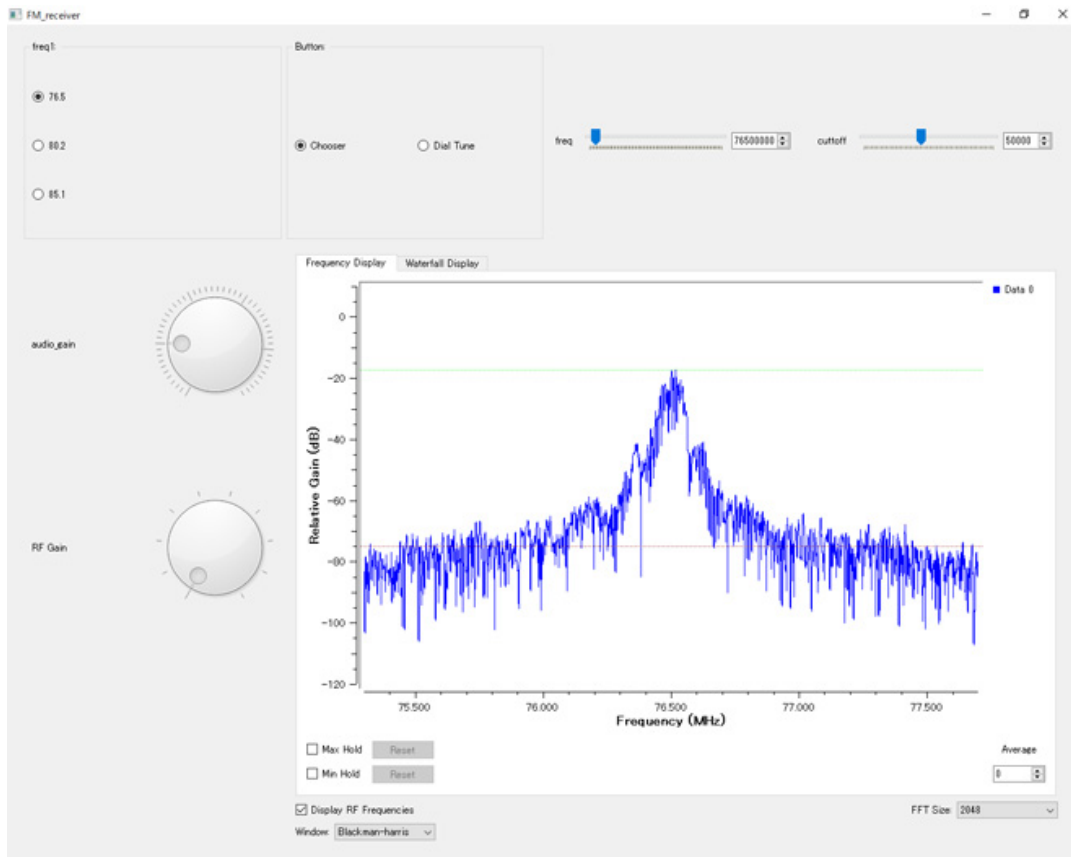 FM_receiver
freq1:
Button:
76.5
80.2
85.1
Chooser
Dial Tune
freq
76500000
cuttoff
50000
Frequency Display
Waterfall Display
audio_gain
RF Gain
Data 0
Relative Gain (dB)
0
-20
-40
-60
-80
-100
-120
75.500
76.000
76.500
77.000
77.500
Frequency (MHz)
Max Hold
Reset
Min Hold
Reset
Average
0
Display RF Frequencies
FFT Size: 2048
Window: Blackman-harris